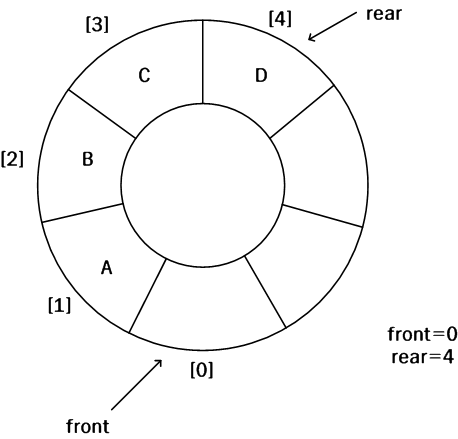 [3]
[4]
rear
C
D
[2]
B
A
[1]
[0]
front
front=0
rear=4